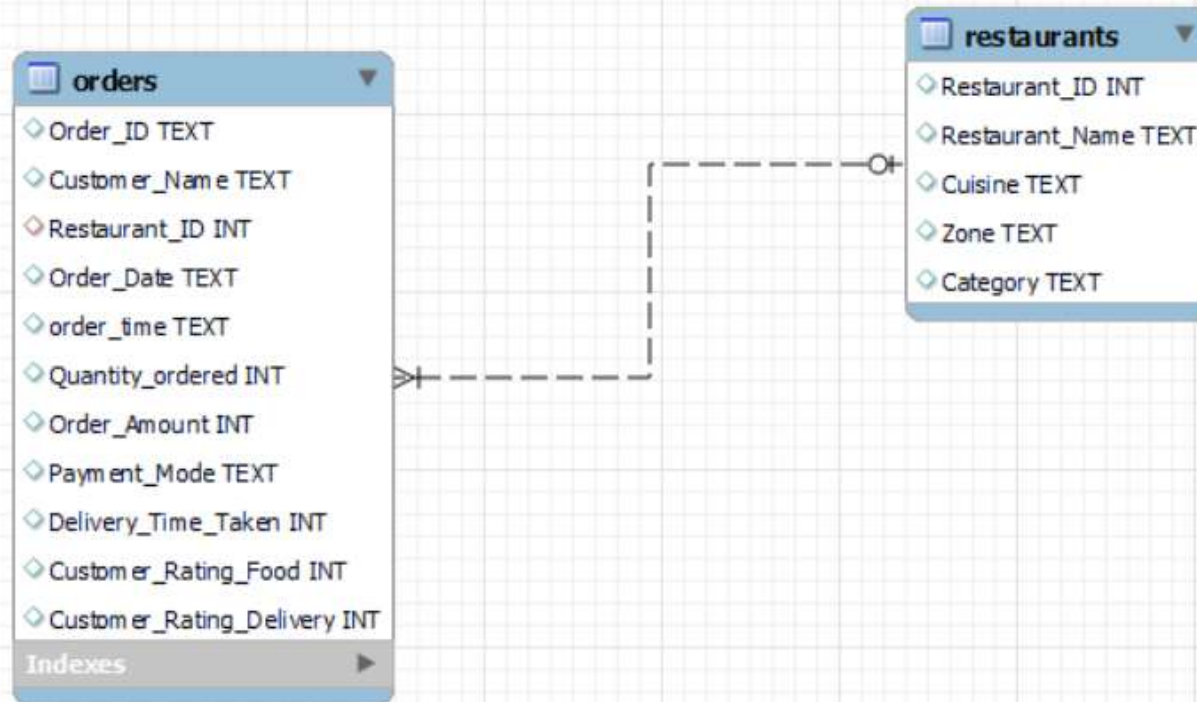 orders
Order_ID TEXT
Customer_Name TEXT
Restaurant_ID INT
Order_Date TEXT
order_time TEXT
Quantity_ordered INT
Order_Amount INT
Payment_Mode TEXT
Delivery_Time_Taken INT
Customer_Rating_Food INT
Customer_Rating_Delivery INT
Indexes
restaurants
Restaurant_ID INT
Restaurant_Name TEXT
Cuisine TEXT
Zone TEXT
Category TEXT